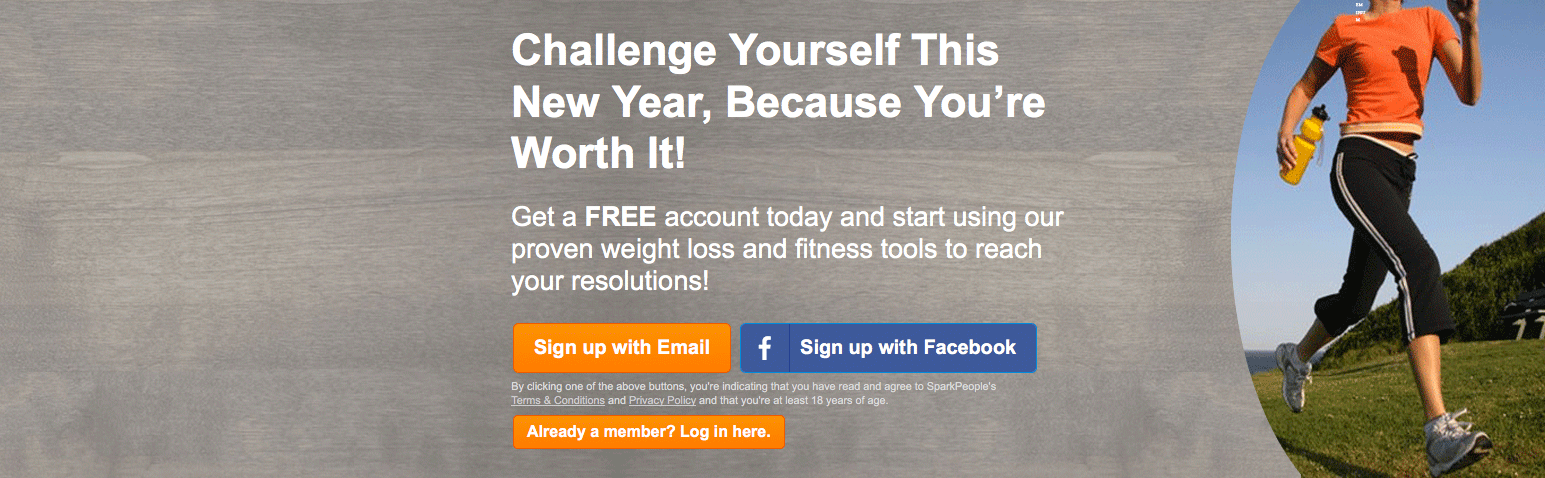 Challenge Yourself This
New Year, Because You’re
Worth It!
Get a FREE account today and start using our
proven weight loss and fitness tools to reach
your resolutions!
Sign up with Email
f Sign up with Facebook
By clicking one of the above buttons, you're indicating that you have read and agree to SparkPeople's
Terms & Conditions and Privacy Policy and that you're at least 18 years of age.
Already a member? Log in here.